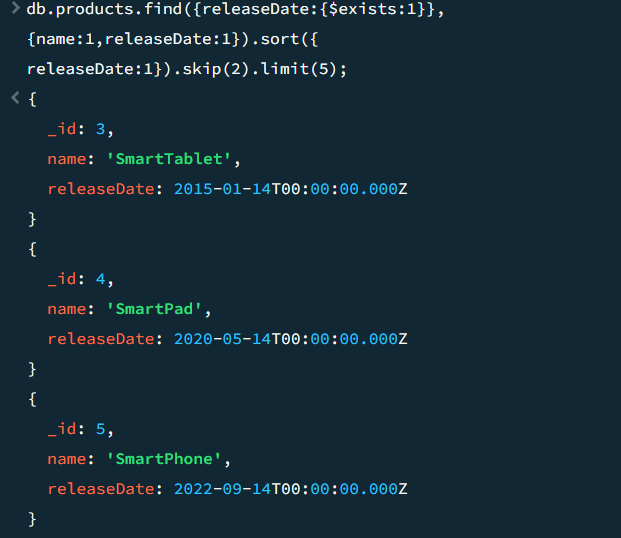 > db.products.find({releaseDate:{$exists:1}},
{name:1,releaseDate:1}).sort({
releaseDate:1}).skip(2).limit(5);
< {
_id: 3,
name: 'SmartTablet',
releaseDate: 2015-01-14T00:00:00.000Z
}
{
_id: 4,
name: 'SmartPad',
releaseDate: 2020-05-14T00:00:00.000Z
}
{
_id: 5,
name: 'SmartPhone',
releaseDate: 2022-09-14T00:00:00.000Z
}